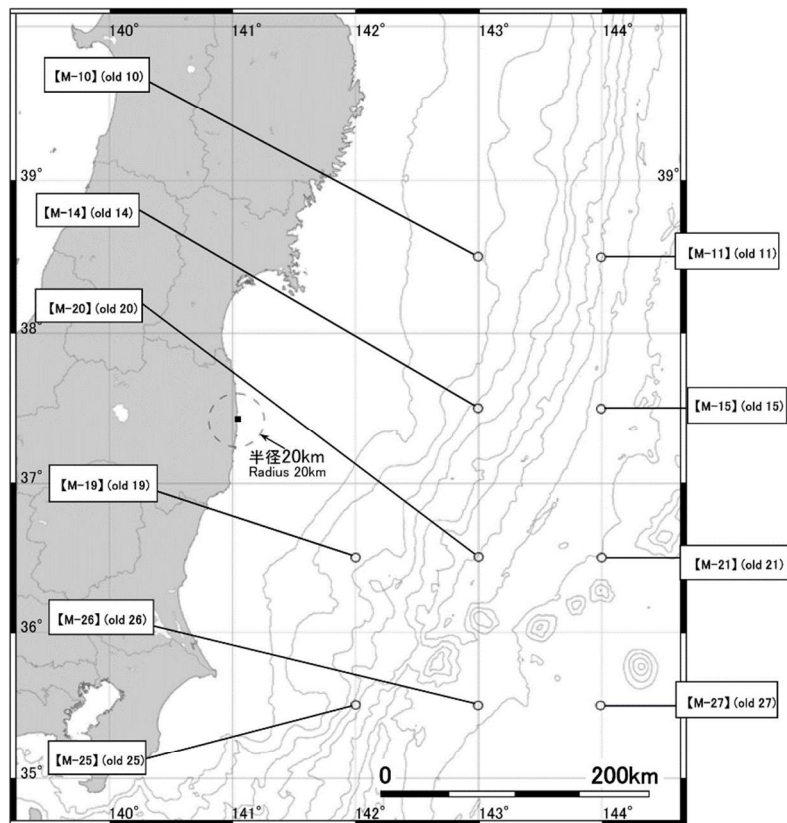 140°
141°
142°
143°
144°
【M-10】(old 10)
39°
39°
【M-14】(old 14)
【M-11】(old 11)
【M-20】(old 20)
38°
【M-15】(old 15)
半径20km
Radius 20km
37°
【M-19】(old 19)
【M-21】(old 21)
36°
【M-26】(old 26)
【M-27】(old 27)
【M-25】(old 25)
35°
0
200km
140°
141°
142°
143°
144°